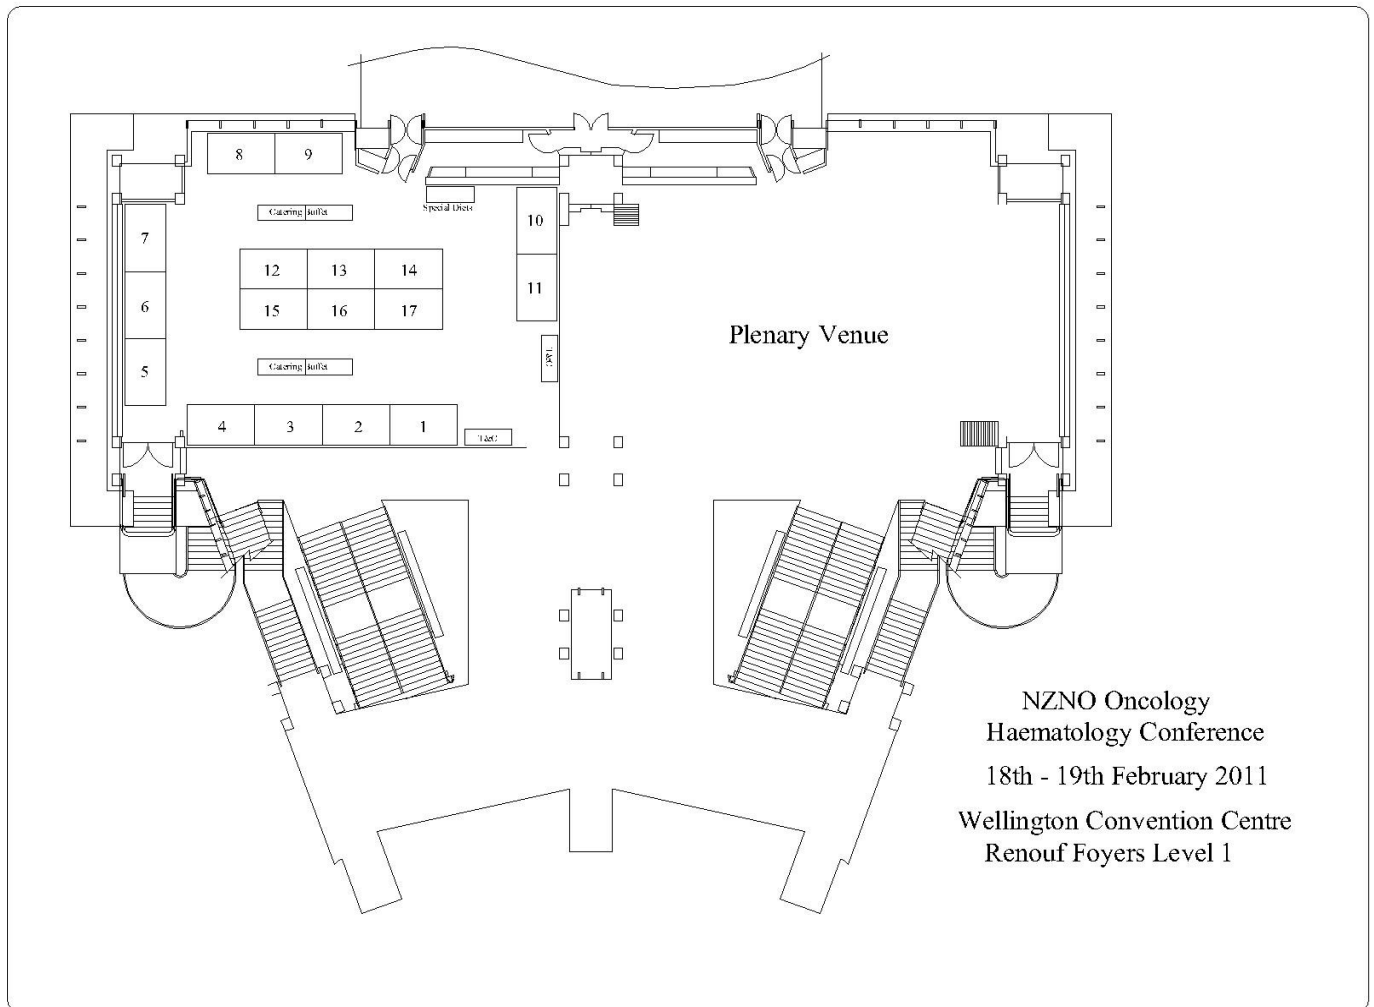 8 9
Catering Buffet
Special Diets
10
7
12 13 14
11
6
15 16 17
Plenary Venue
T&C
Catering Buffet
5
4 3 2 1
T&C
NZNO Oncology
Haematology Conference
18th - 19th February 2011
Wellington Convention Centre
Renouf Foyers Level 1